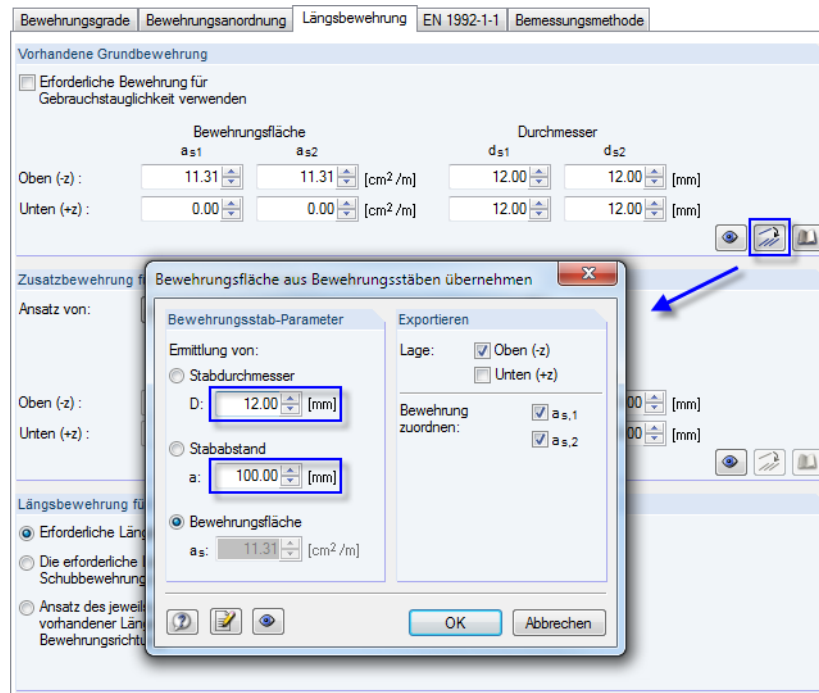 Bewehrungsgrade Bewehrungsanordnung Längsbewehrung EN 1992-1-1 Bemessungsmethode
Vorhandene Grundbewehrung
Erforderliche Bewehrung für
Gebrauchstauglichkeit verwenden
Bewehrungsfläche Durchmesser
as1 as2 ds1 ds2
Oben (-z) : 11.31 11.31 [cm²/m] 12.00 12.00 [mm]
Unten (+z) : 0.00 0.00 [cm²/m] 12.00 12.00 [mm]
Zusatzbewehrung
Ansatz von:
Oben (-z) : 00 [mm]
Unten (+z) : 00 [mm]
Längsbewehrung fü
Erforderliche Läng
Die erforderliche
Schubbewehrung
Ansatz des jeweil
vorhandener Län
Bewehrungsrichtu
Bewehrungsfläche aus Bewehrungsstäben übernehmen
Bewehrungsstab-Parameter
Ermittlung von:
Stabdurchmesser
D: 12.00 [mm]
Stababstand
a: 100.00 [mm]
Bewehrungsfläche
as: 11.31 [cm²/m]
Exportieren
Lage: Oben (-z)
Unten (+z)
Bewehrung
zuordnen:
as,1
as,2
OK Abbrechen